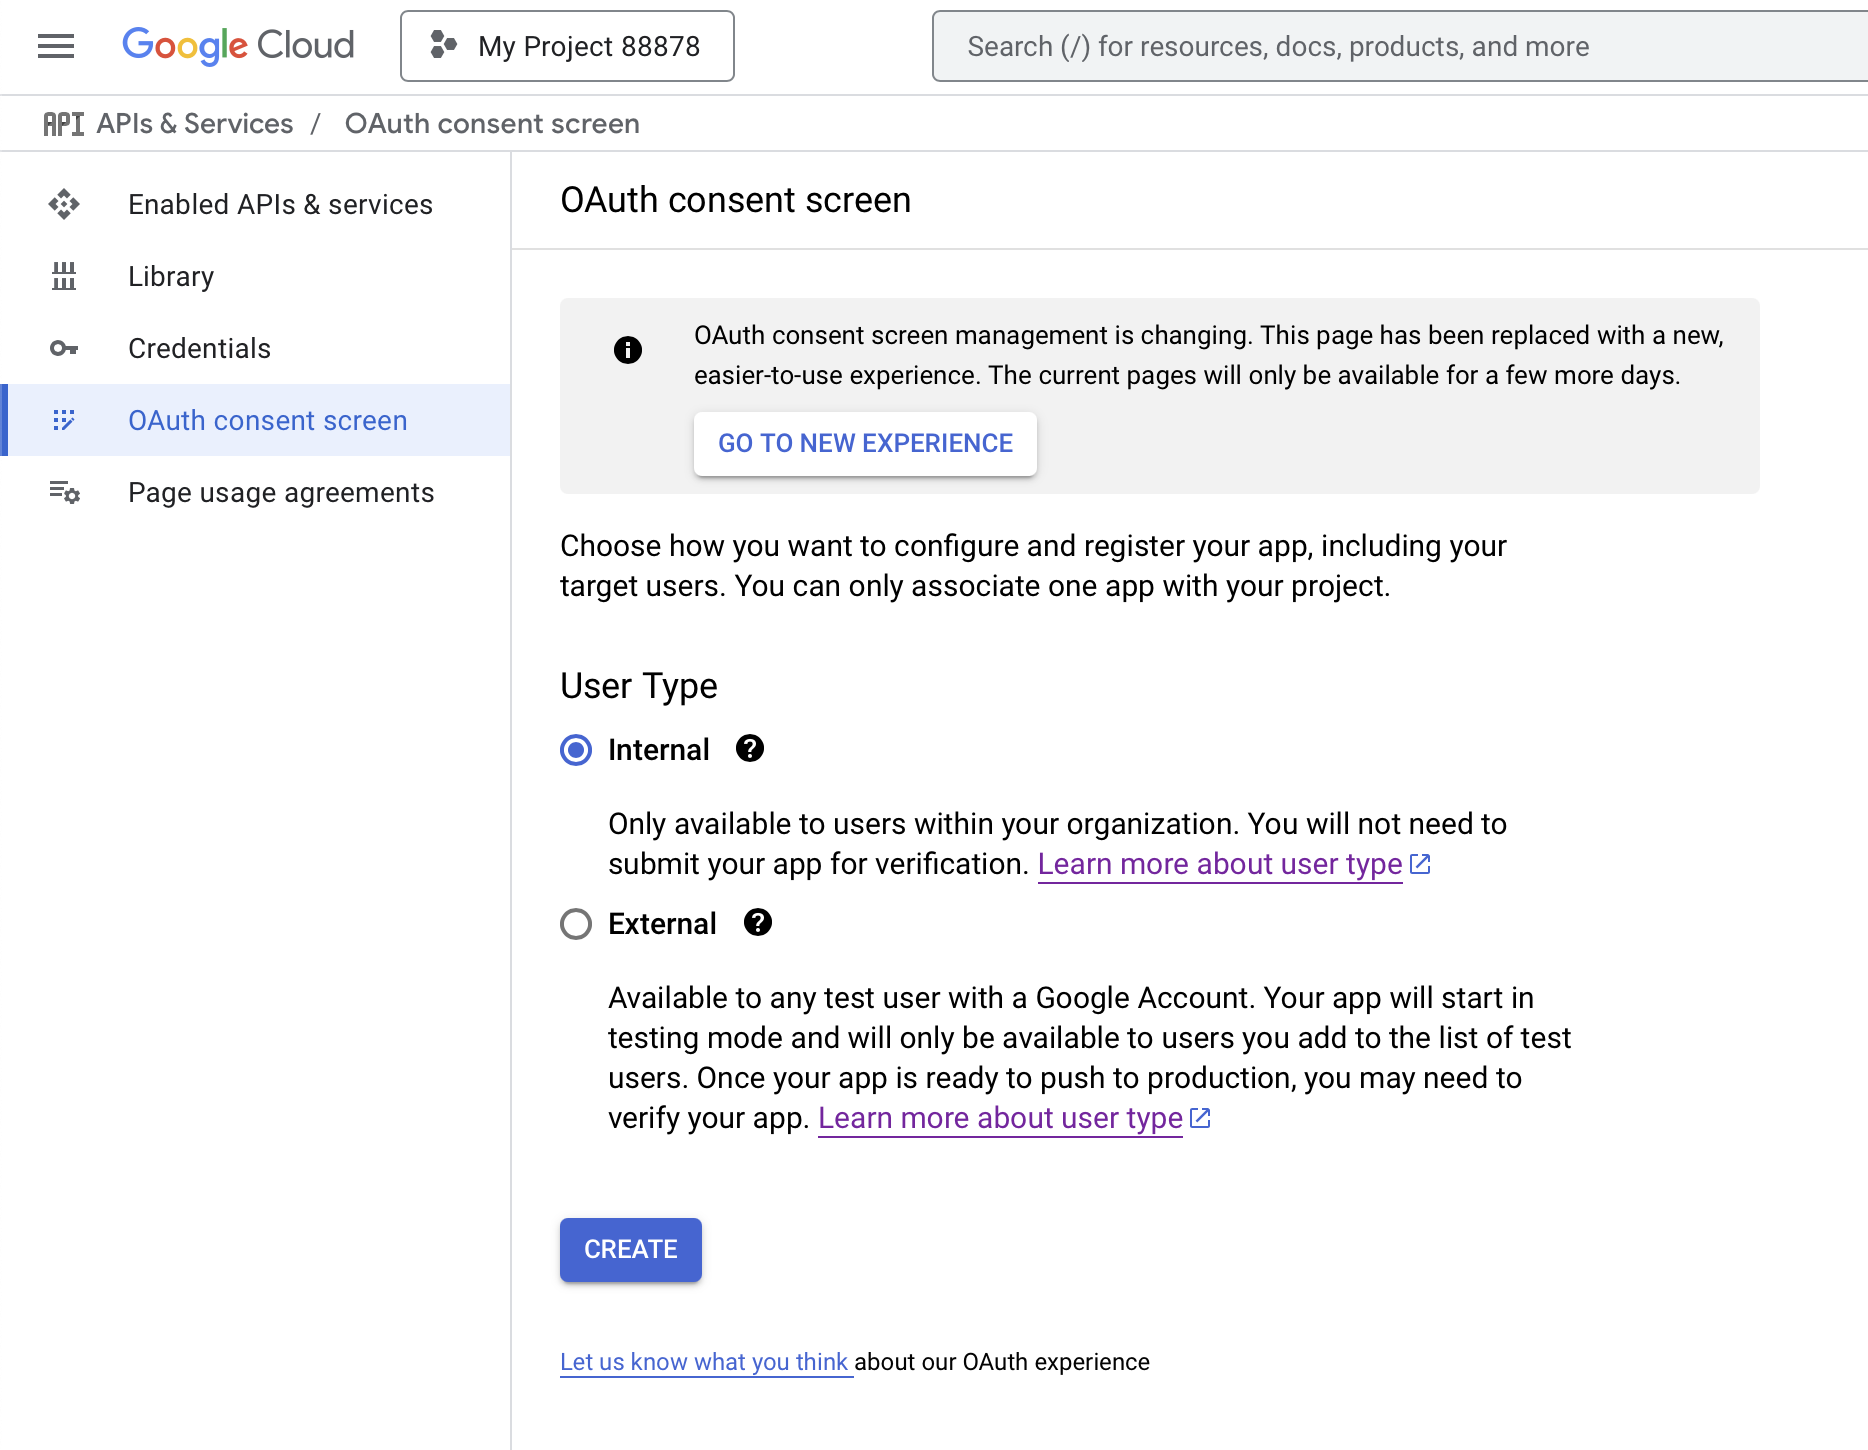 Google Cloud
My Project 88878
Search (/) for resources, docs, products, and more
API APIs & Services / OAuth consent screen
Enabled APIs & services
Library
Credentials
OAuth consent screen
Page usage agreements
OAuth consent screen
OAuth consent screen management is changing. This page has been replaced with a new,
easier-to-use experience. The current pages will only be available for a few more days.
GO TO NEW EXPERIENCE
Choose how you want to configure and register your app, including your
target users. You can only associate one app with your project.
User Type
Internal
Only available to users within your organization. You will not need to
submit your app for verification. Learn more about user type
External
Available to any test user with a Google Account. Your app will start in
testing mode and will only be available to users you add to the list of test
users. Once your app is ready to push to production, you may need to
verify your app. Learn more about user type
CREATE
Let us know what you think about our OAuth experience